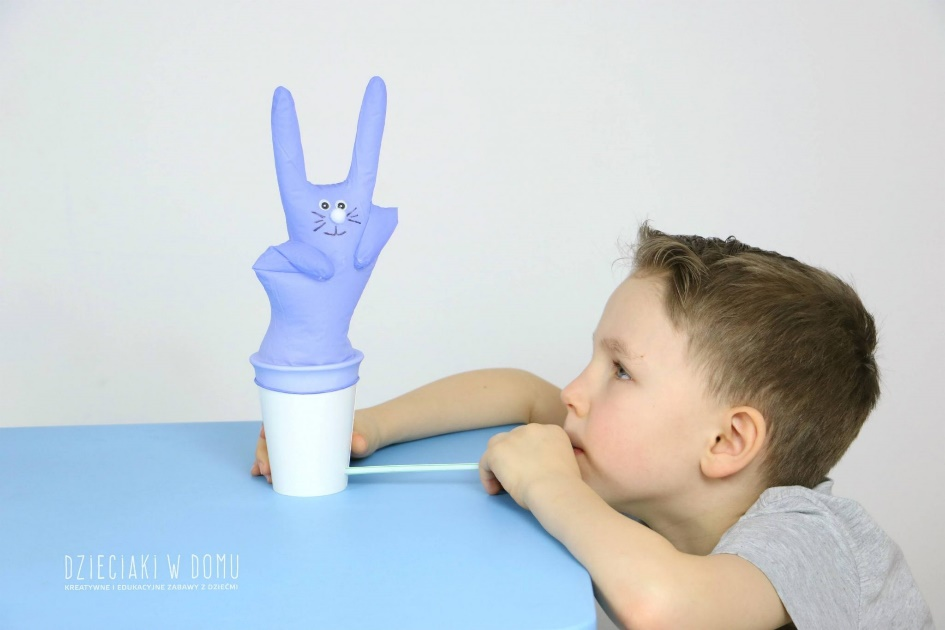 DZIECIAKI W DOMU
KREATYWNE I EDUKACYJNE ZABAWY Z DZIEĆMI